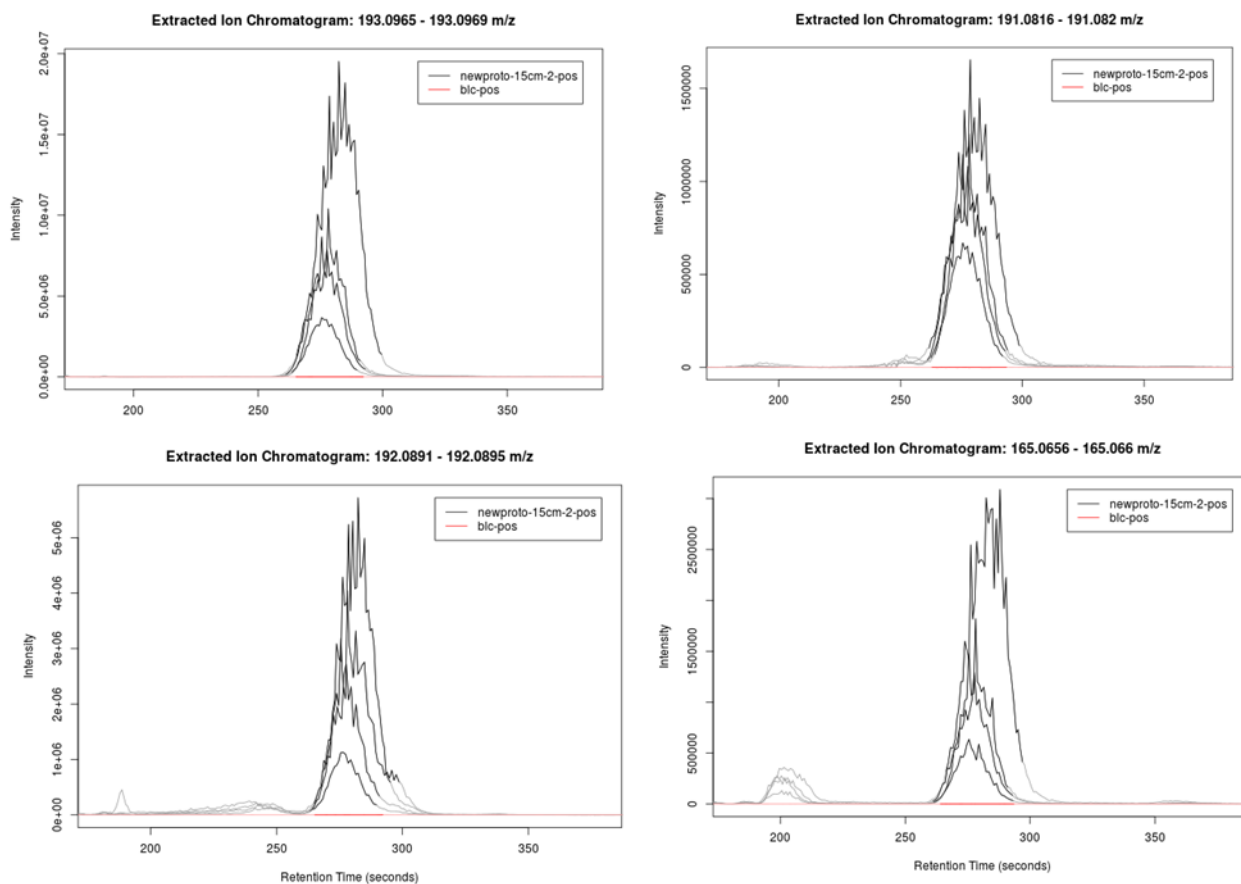 Extracted Ion Chromatogram: 193.0965 - 193.0969 m/z
Intensity
0.0e+00 5.0e+06 1.0e+07 1.5e+07 2.0e+07
newproto-15cm-2-pos
blc-pos
200 250 300 350
Extracted Ion Chromatogram: 191.0816 - 191.082 m/z
Intensity
0 500000 1000000 1500000
newproto-15cm-2-pos
blc-pos
200 250 300 350
Extracted Ion Chromatogram: 192.0891 - 192.0895 m/z
Intensity
0e+00 1e+06 2e+06 3e+06 4e+06 5e+06
newproto-15cm-2-pos
blc-pos
200 250 300 350
Retention Time (seconds)
Extracted Ion Chromatogram: 165.0656 - 165.066 m/z
Intensity
0 500000 1500000 2500000
newproto-15cm-2-pos
blc-pos
200 250 300 350
Retention Time (seconds)